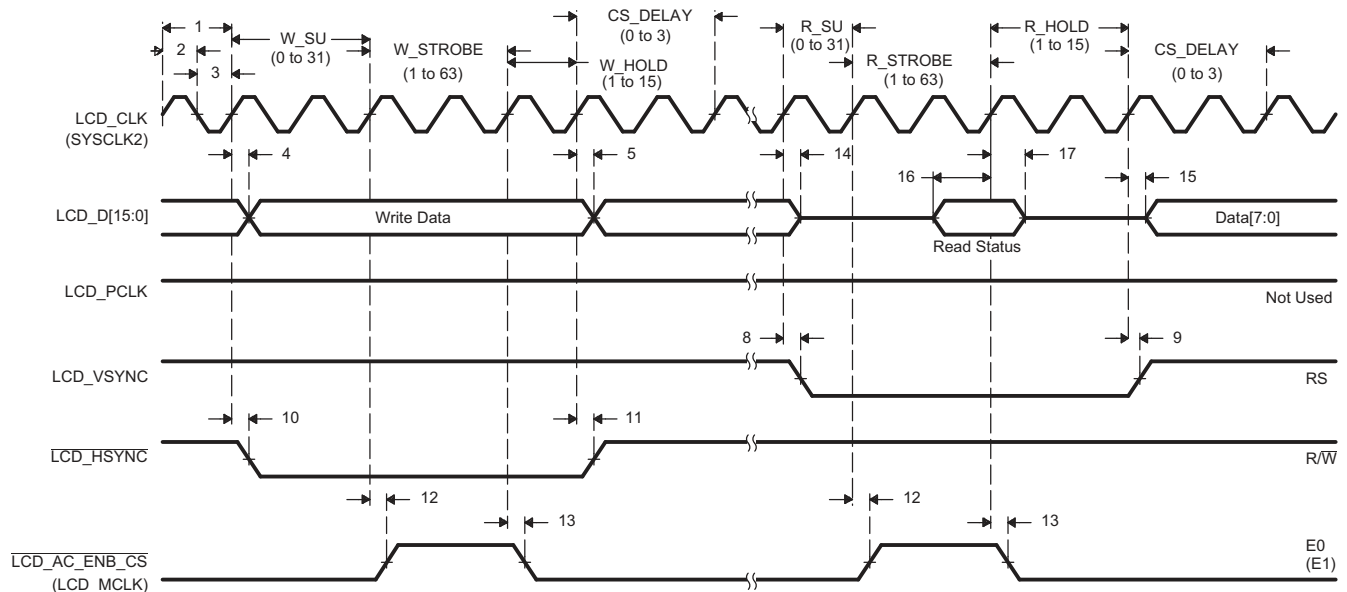 1
2
3
W_SU
(0 to 31)
W_STROBE
(1 to 63)
CS_DELAY
(0 to 3)
W_HOLD
(1 to 15)
R_SU
(0 to 31)
R_STROBE
(1 to 63)
R_HOLD
(1 to 15)
CS_DELAY
(0 to 3)
LCD_CLK
(SYSCLK2)
4
5
14
16
17
15
LCD_D[15:0]
Write Data
Read Status
Data[7:0]
LCD_PCLK
Not Used
8
9
LCD_VSYNC
RS
10
11
LCD_HSYNC
R/W
12
13
12
13
LCD_AC_ENB_CS
(LCD_MCLK)
E0
(E1)